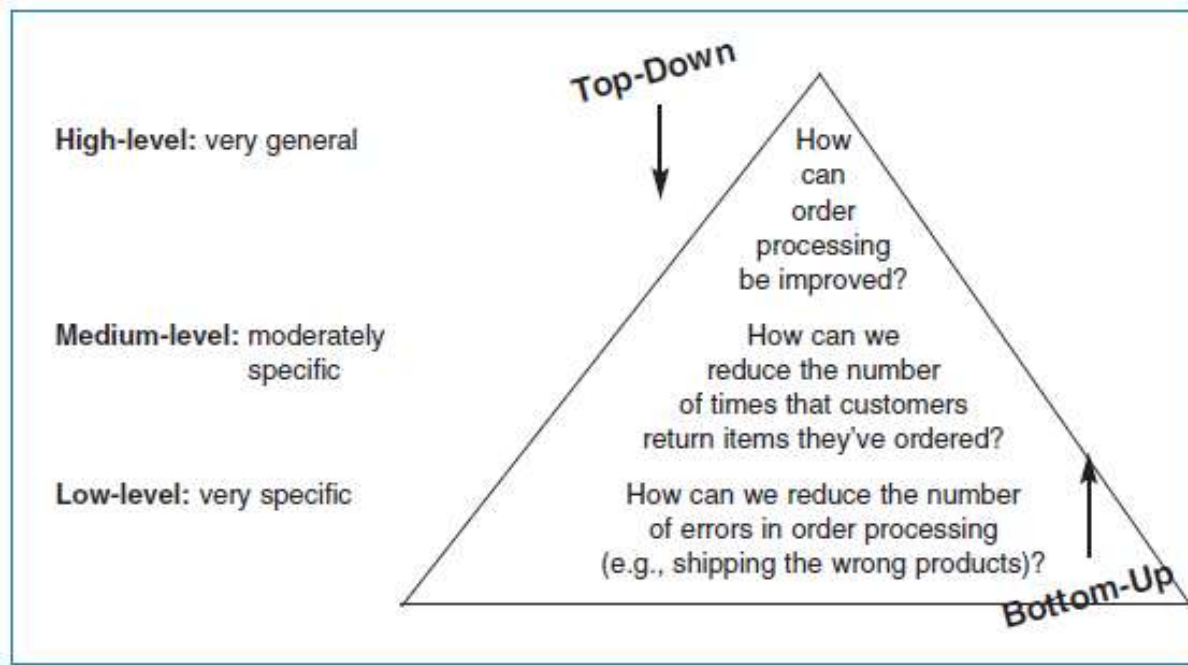 Top-Down
High-level: very general
How
can
order
processing
be improved?
Medium-level: moderately
specific
How can we
reduce the number
of times that customers
return items they've ordered?
Low-level: very specific
How can we reduce the number
of errors in order processing
(e.g., shipping the wrong products)?
Bottom-Up